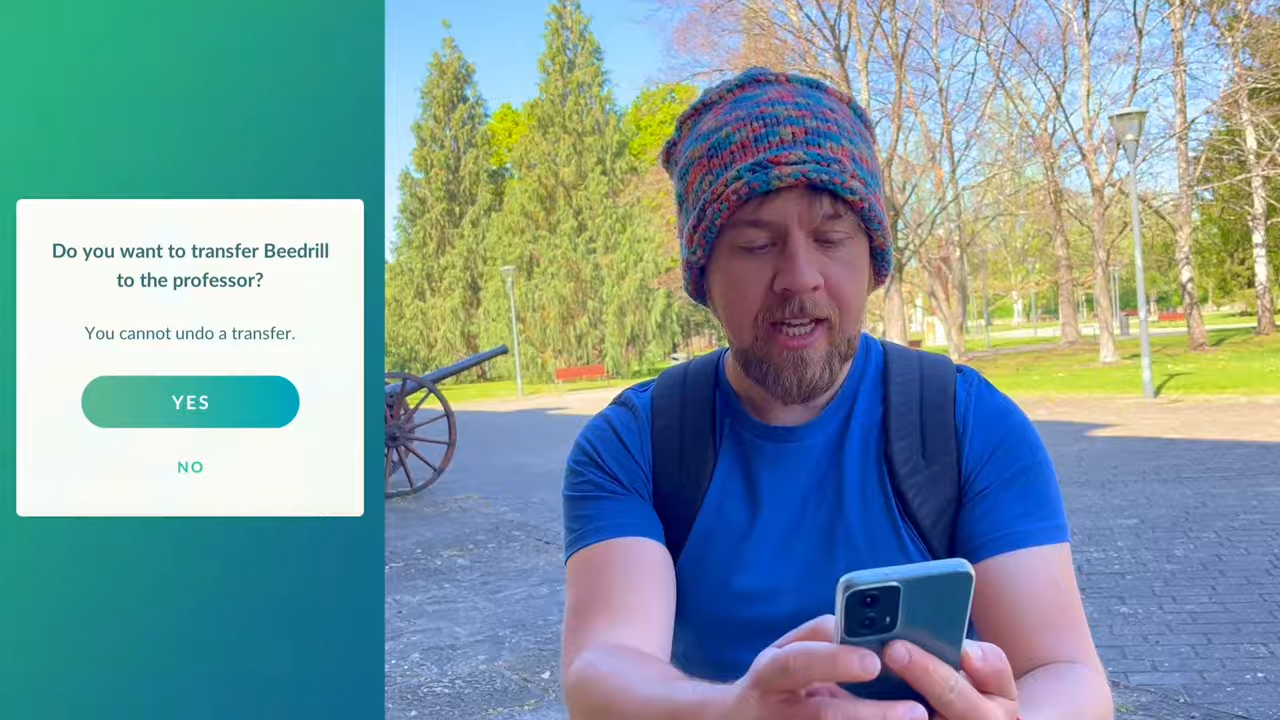 Do you want to transfer Beedrill
to the professor?
You cannot undo a transfer.
YES
NO